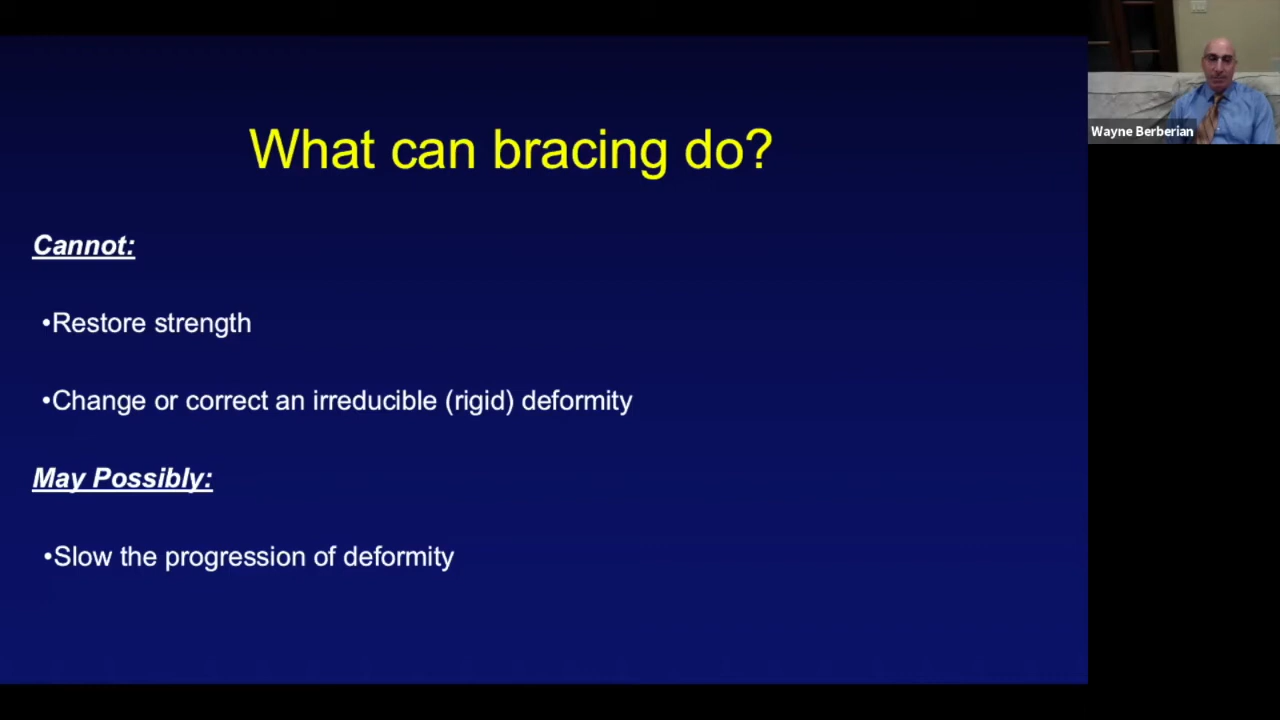 What can bracing do?
Cannot:
•Restore strength
•Change or correct an irreducible (rigid) deformity
May Possibly:
•Slow the progression of deformity
Wayne Berberian